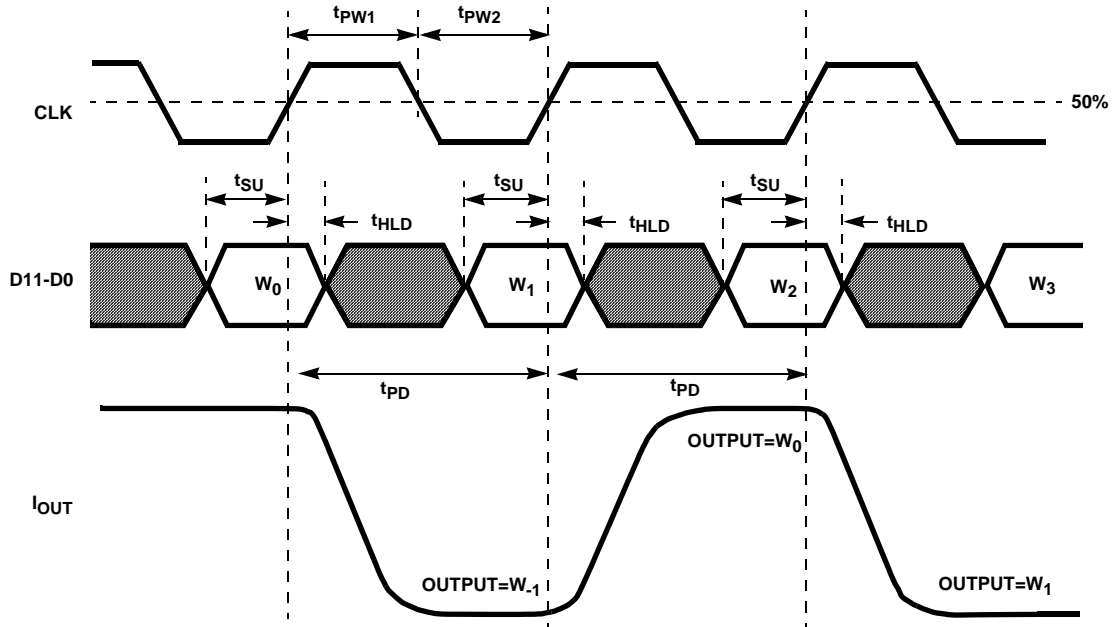 tPW1 tPW2
CLK
50%
tSU tSU tSU
tHLD tHLD tHLD
D11-D0
W0 W1 W2 W3
tPD tPD
OUTPUT=W0
IOUT
OUTPUT=W-1 OUTPUT=W1